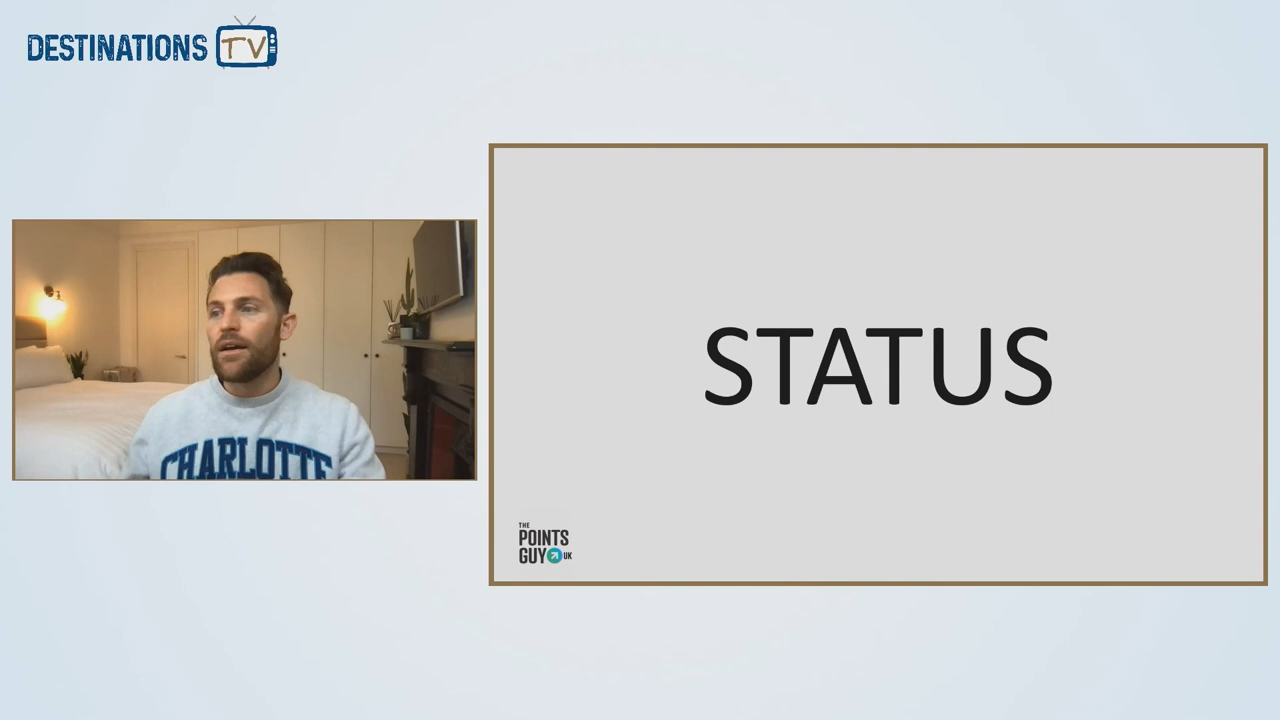 DESTINATIONS TV
CHARLOTTE
STATUS
THE
POINTS
GUY UK